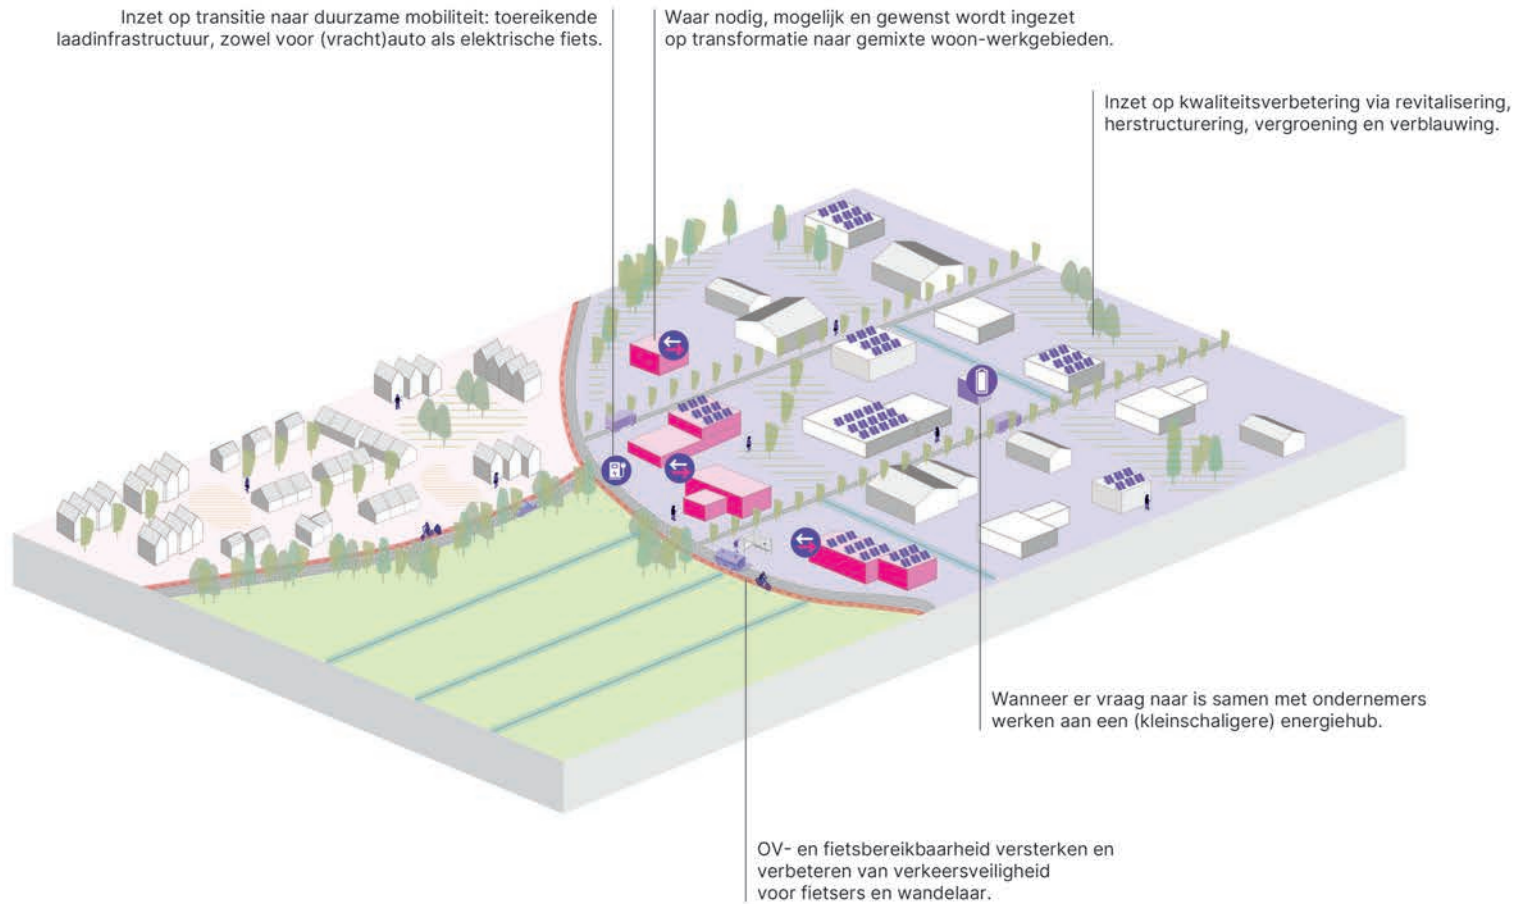 Inzet op transitie naar duurzame mobiliteit: toereikende
laadinfrastructuur, zowel voor (vracht)auto als elektrische fiets.
Waar nodig, mogelijk en gewenst wordt ingezet
op transformatie naar gemixte woon-werkgebieden.
Inzet op kwaliteitsverbetering via revitalisering,
herstructurering, vergroening en verblauwing.
Wanneer er vraag naar is samen met ondernemers
werken aan een (kleinschaligere) energiehub.
OV- en fietsbereikbaarheid versterken en
verbeteren van verkeersveiligheid
voor fietsers en wandelaar.